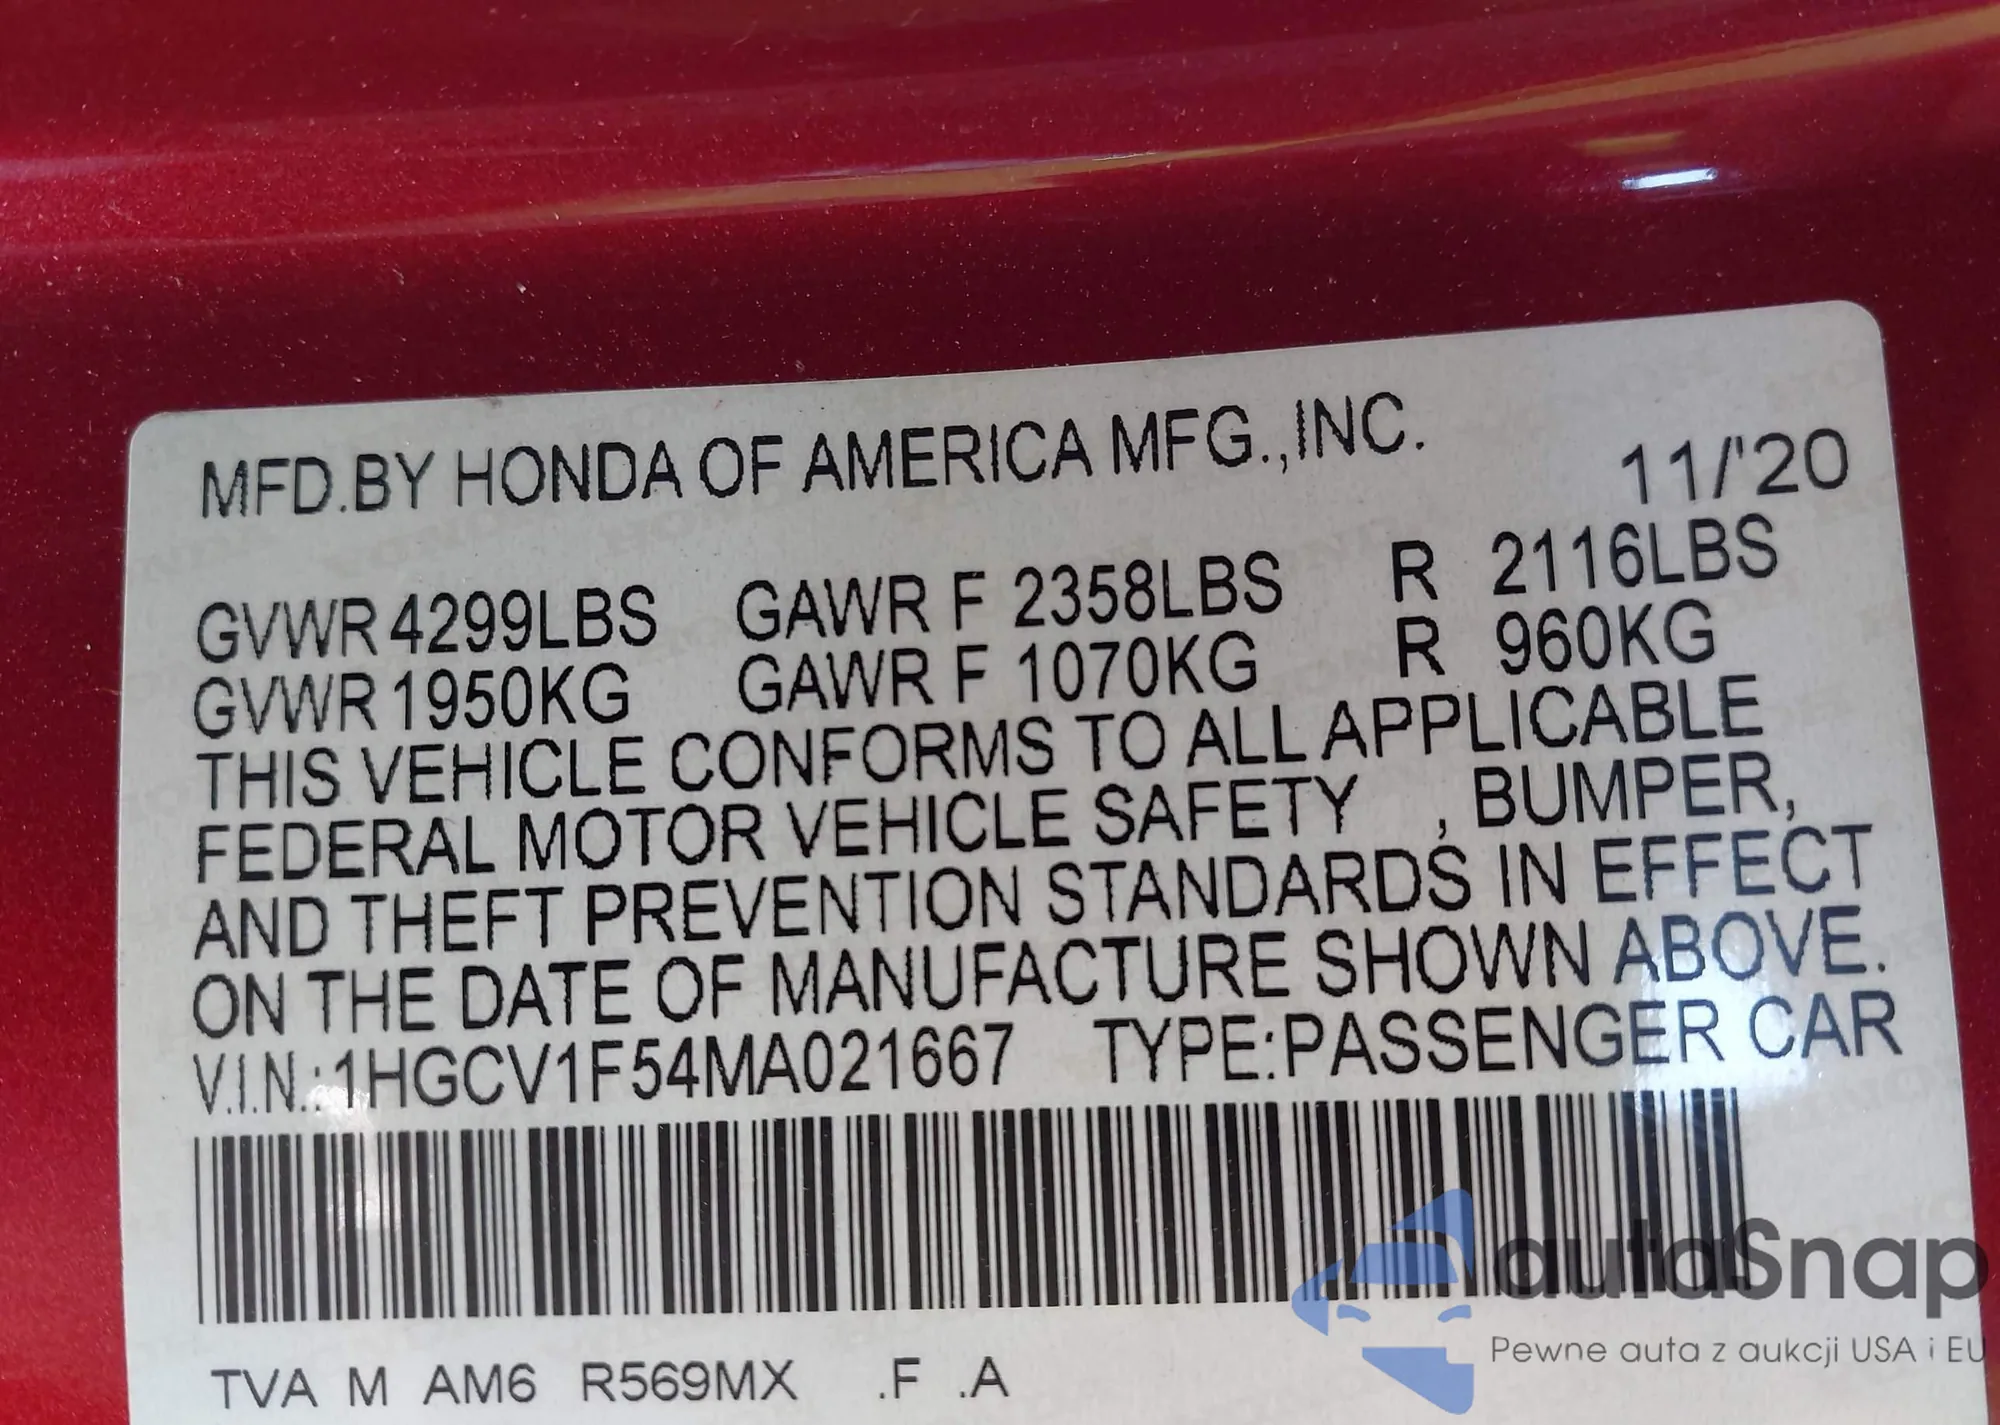 MFD.BY HONDA OF AMERICA MFG.,INC. 11/'20
GVWR 4299LBS GAWR F 2358LBS R 2116LBS
GVWR 1950KG GAWR F 1070KG R 960KG
THIS VEHICLE CONFORMS TO ALL APPLICABLE
FEDERAL MOTOR VEHICLE SAFETY , BUMPER,
AND THEFT PREVENTION STANDARDS IN EFFECT
ON THE DATE OF MANUFACTURE SHOWN ABOVE.
V.I.N.:1HGCV1F54MA021667 TYPE:PASSENGER CAR
TVA M AM6 R569MX .F .A
autaSnap
Pewne auta z aukcji USA i EU